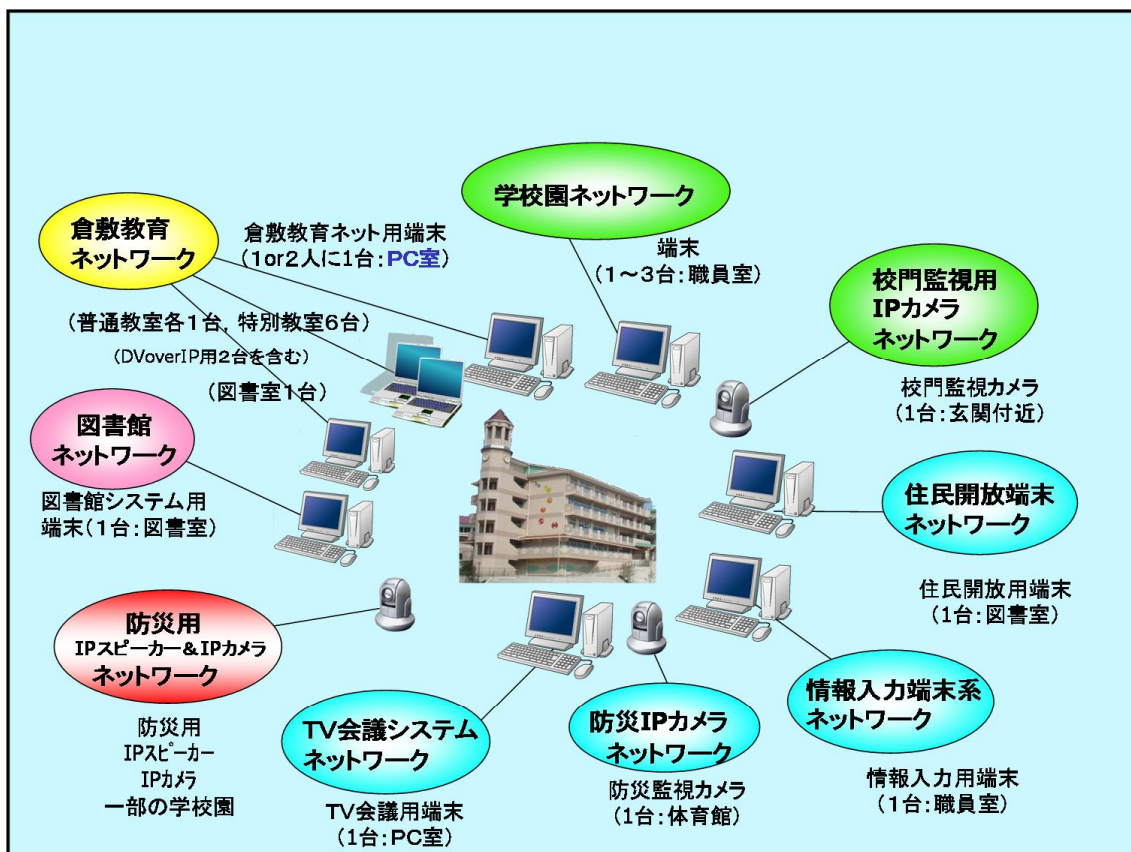 学校園ネットワーク
端末
(1～3台:職員室)
倉敷教育
ネットワーク
倉敷教育ネット用端末
(1or2人に1台:PC室)
(普通教室各1台，特別教室6台)
(DVoverIP用2台を含む)
(図書室1台)
校門監視用
IPカメラ
ネットワーク
校門監視カメラ
(1台:玄関付近)
図書館
ネットワーク
図書館システム用
端末(1台:図書室)
住民開放端末
ネットワーク
住民開放用端末
(1台:図書室)
防災用
IPスピーカー＆IPカメラ
ネットワーク
防災用
IPスピーカー
IPカメラ
一部の学校園
TV会議システム
ネットワーク
TV会議用端末
(1台:PC室)
防災IPカメラ
ネットワーク
防災監視カメラ
(1台:体育館)
情報入力端末系
ネットワーク
情報入力用端末
(1台:職員室)